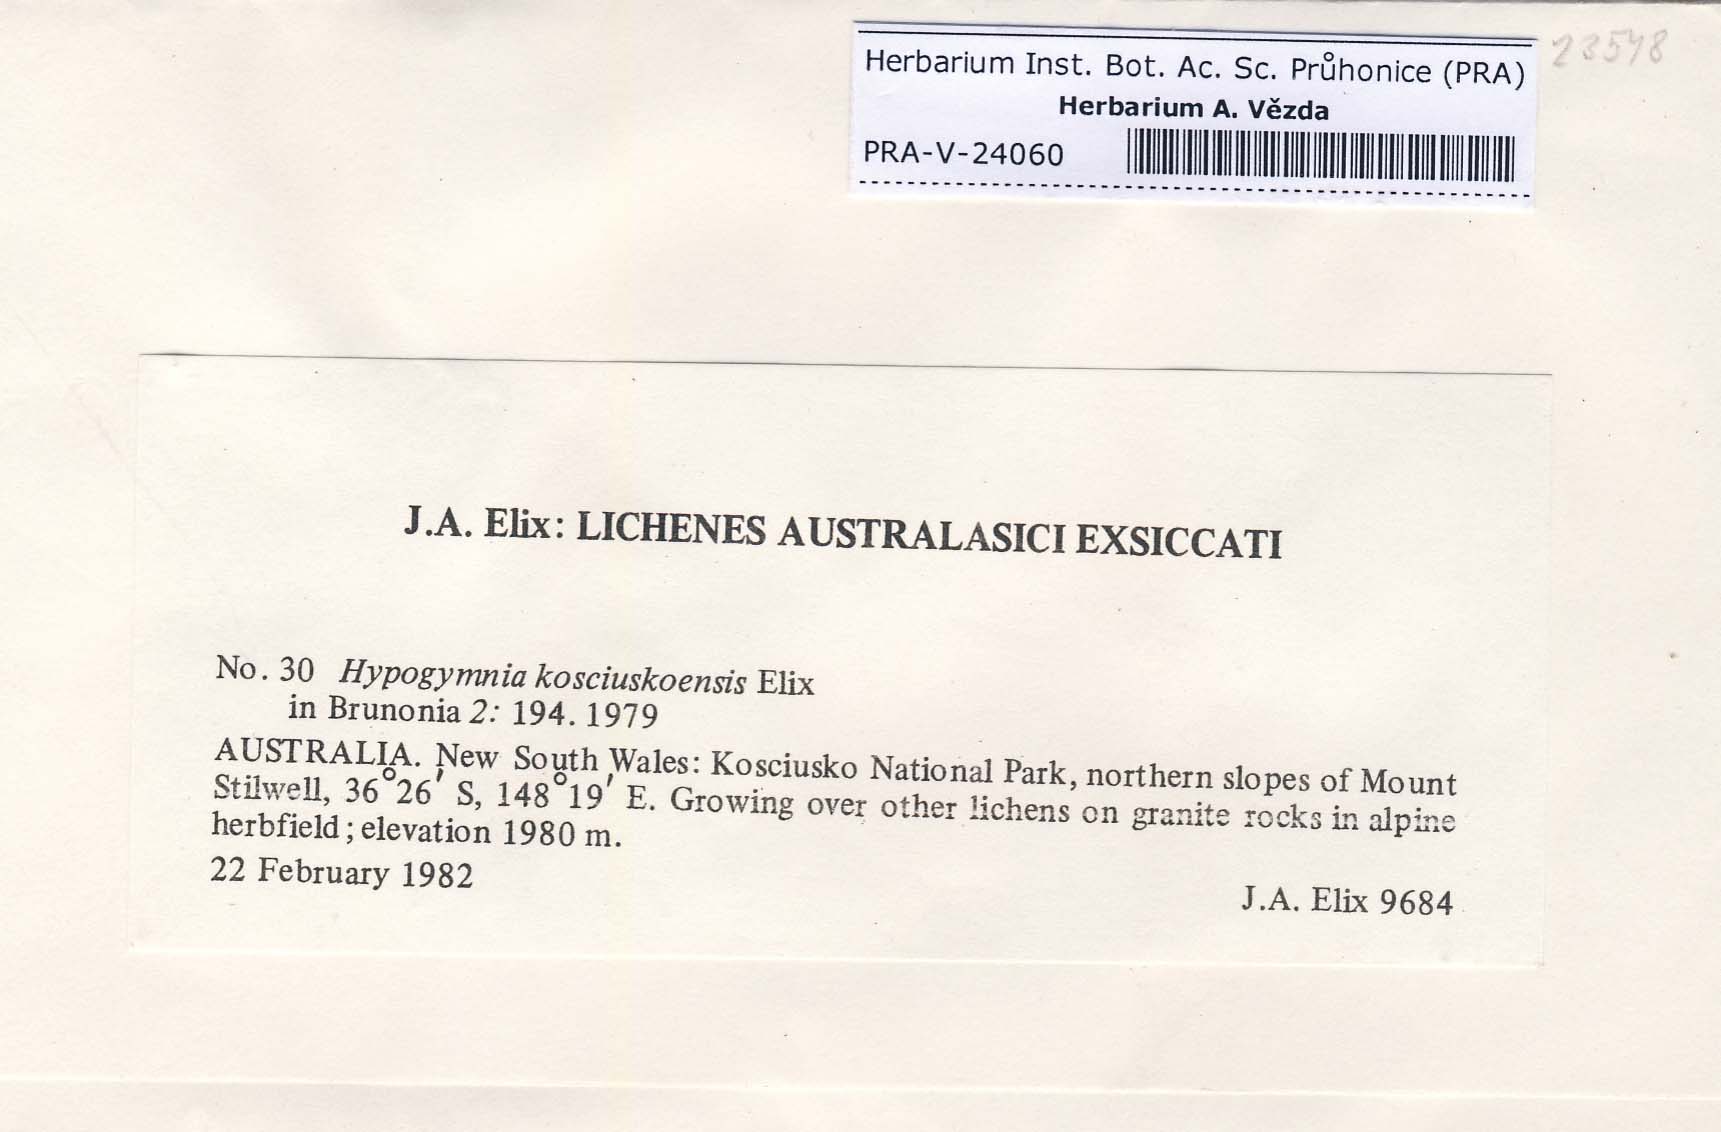 Herbarium Inst. Bot. Ac. Sc. Průhonice (PRA)
Herbarium A. Vězda
PRA-V-24060
23548
J.A. Elix: LICHENES AUSTRALASICI EXSICCATI
No. 30 Hypogymnia kosciuskoensis Elix
in Brunonia 2: 194. 1979
AUSTRALIA. New South Wales: Kosciusko National Park, northern slopes of Mount
Stilwell, 36°26′ S, 148°19′ E. Growing over other lichens on granite rocks in alpine
herbfield; elevation 1980 m.
22 February 1982
J.A. Elix 9684